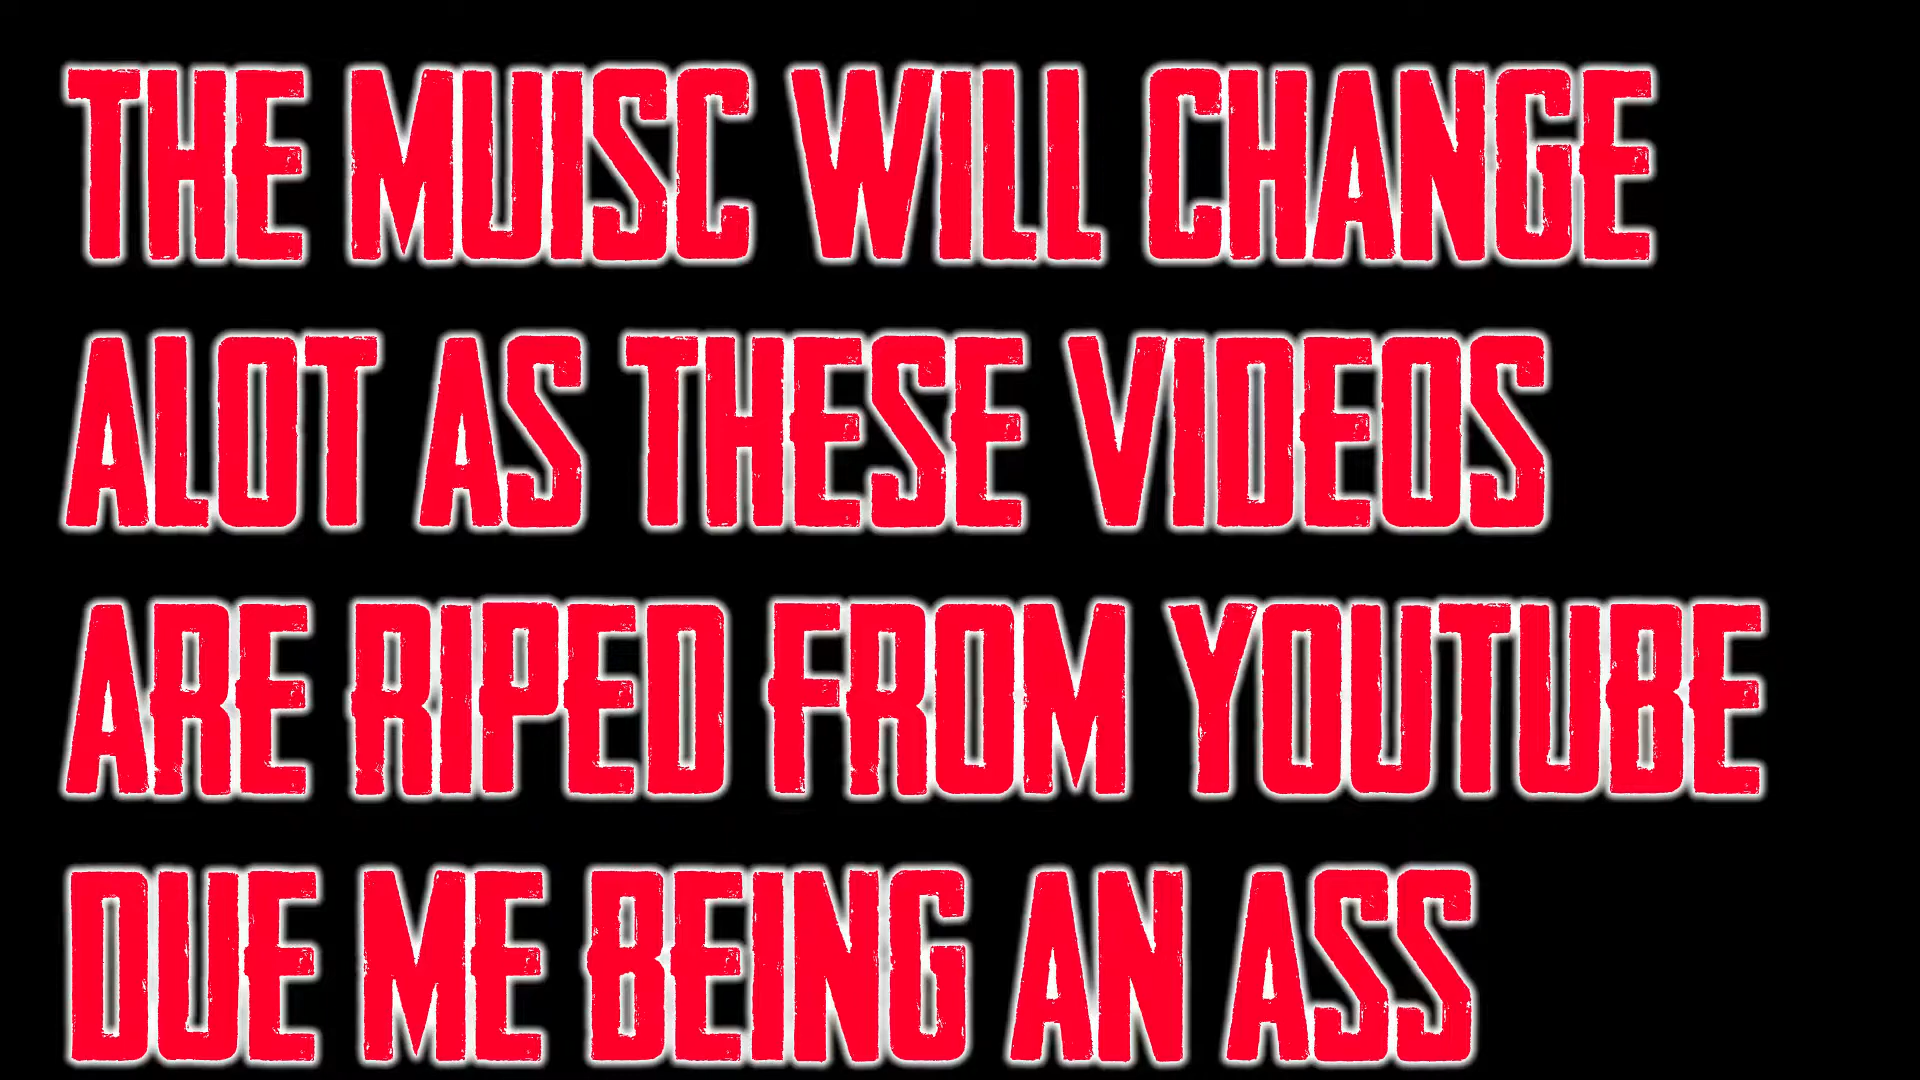 THE MUISC WILL CHANGE
ALOT AS THESE VIDEOS
ARE RIPED FROM YOUTUBE
DUE ME BEING AN ASS